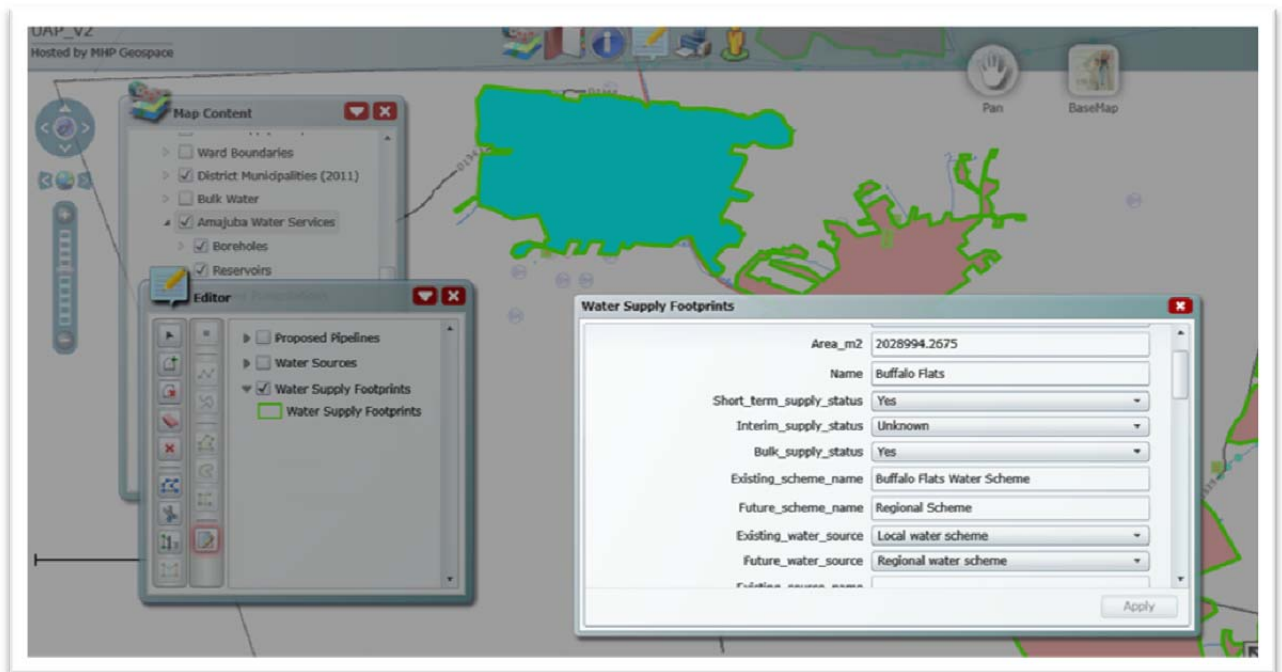 UAP_V2
Hosted by MHP Geospace
Pan
BaseMap
Map Content
Ward Boundaries
District Municipalities (2011)
Bulk Water
Amajuba Water Services
Boreholes
Reservoirs
Editor
Proposed Pipelines
Water Sources
Water Supply Footprints
Water Supply Footprints
Water Supply Footprints
Area_m2 2028994.2675
Name Buffalo Flats
Short_term_supply_status Yes
Interim_supply_status Unknown
Bulk_supply_status Yes
Existing_scheme_name Buffalo Flats Water Scheme
Future_scheme_name Regional Scheme
Existing_water_source Local water scheme
Future_water_source Regional water scheme
Existing_source_name
Apply